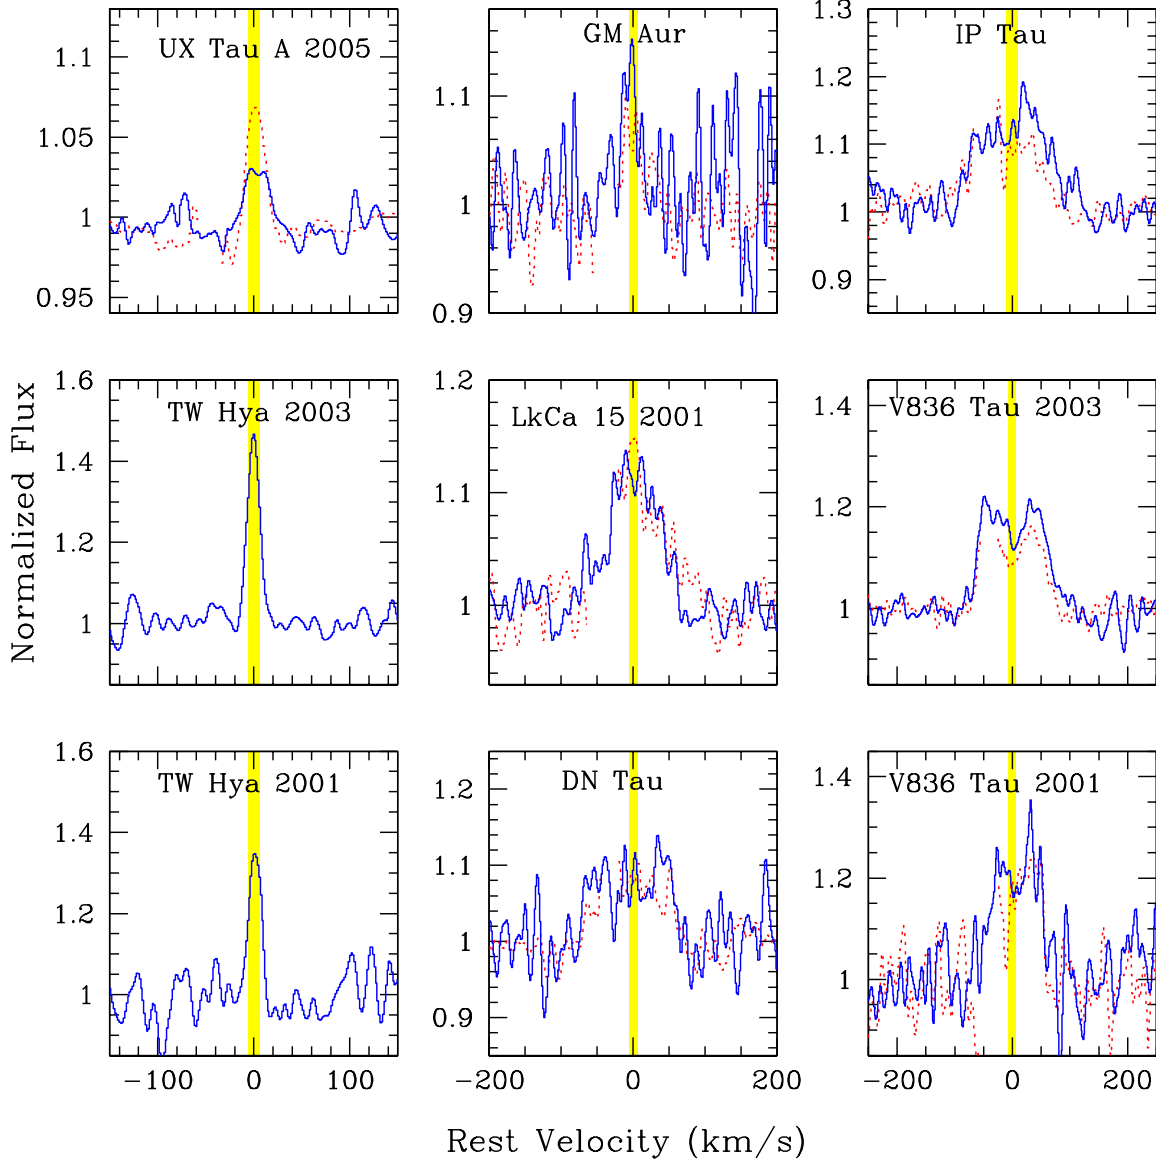 UX Tau A 2005
1.1
1.05
1
0.95
GM Aur
1.1
1
0.9
IP Tau
1.3
1.2
1.1
1
0.9
Normalized Flux
TW Hya 2003
1.6
1.4
1.2
1
LkCa 15 2001
1.2
1.1
1
V836 Tau 2003
1.4
1.2
1
TW Hya 2001
1.6
1.4
1.2
1
−100 0 100
DN Tau
1.2
1.1
1
0.9
−200 0 200
V836 Tau 2001
1.4
1.2
1
−200 0 200
Rest Velocity (km/s)